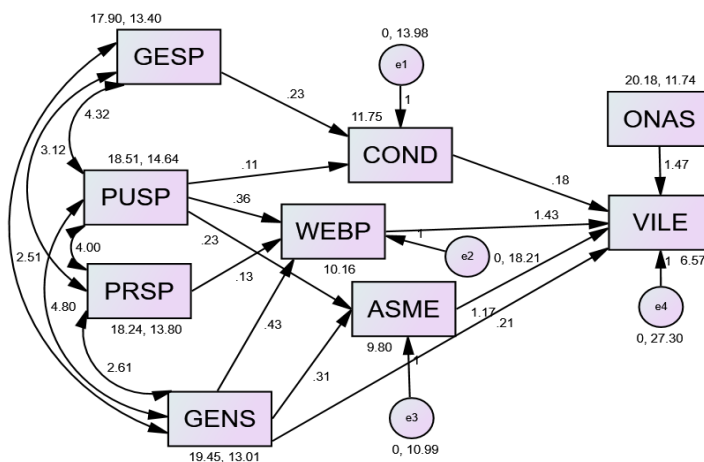 17.90, 13.40
GESP
0, 13.98
e1
1
.23
11.75
COND
20.18, 11.74
ONAS
1.47
4.32
3.12
18.51, 14.64
PUSP
.11
.36
.23
.18
WEBP
10.16
1.43
1
e2
0, 18.21
VILE
6.57
4.00
2.51
4.80
PRSP
18.24, 13.80
.13
ASME
9.80
1.17
.21
1
e4
0, 27.30
.43
.31
2.61
GENS
19.45, 13.01
1
e3
0, 10.99